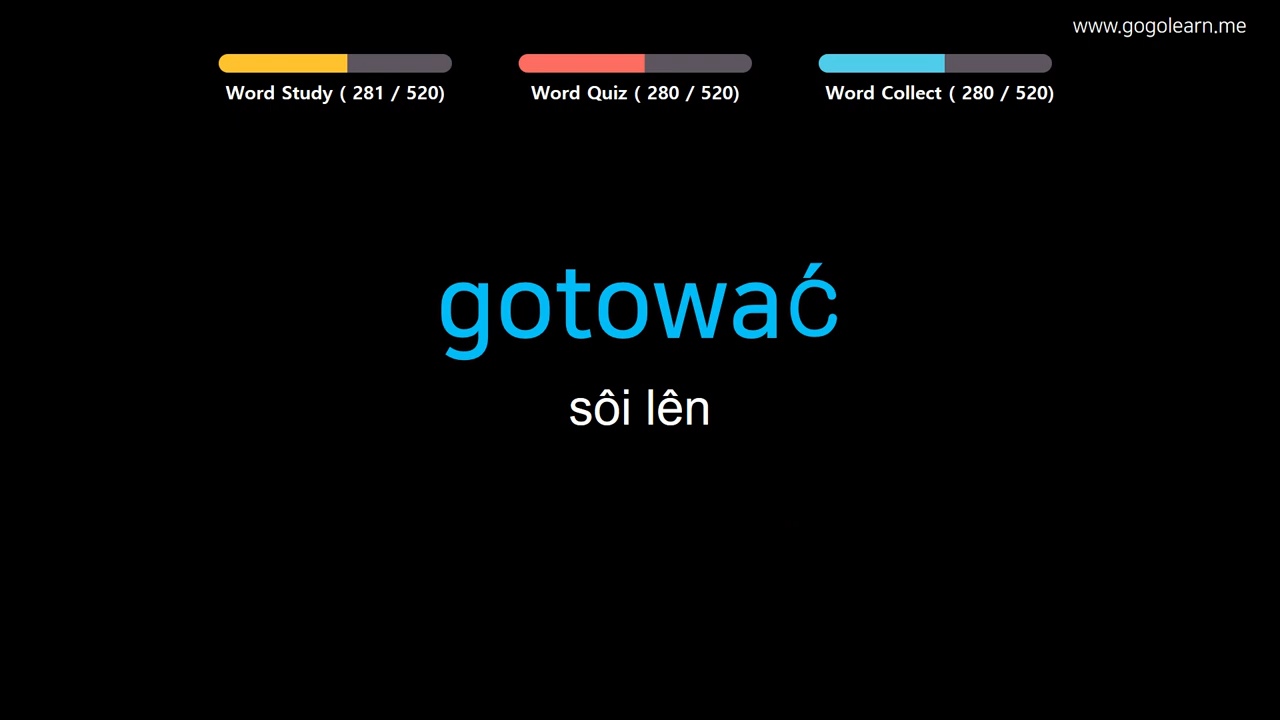 www.gogolearn.me
Word Study ( 281 / 520)
Word Quiz ( 280 / 520)
Word Collect ( 280 / 520)
gotować
sôi lên